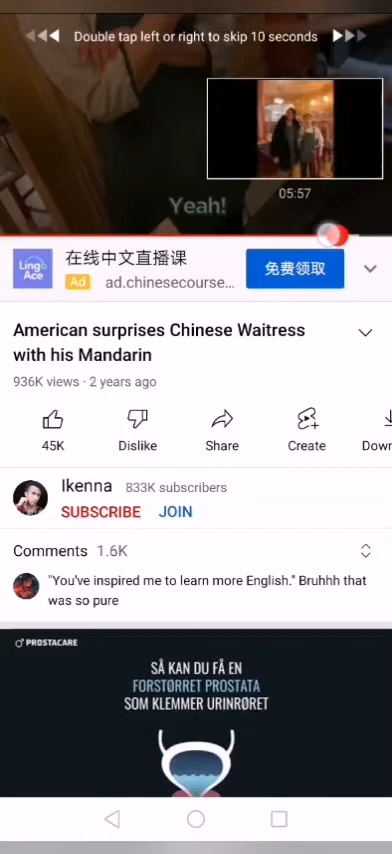 Double tap left or right to skip 10 seconds
05:57
Yeah!
LingoAce
在线中文直播课
Ad ad.chinesecourse...
免费领取
American surprises Chinese Waitress
with his Mandarin
936K views · 2 years ago
45K Dislike Share Create Down
Ikenna 833K subscribers
SUBSCRIBE JOIN
Comments 1.6K
"You've inspired me to learn more English." Bruhhh that
was so pure
PROSTACARE
SÅ KAN DU FÅ EN
FORSTØRRET PROSTATA
SOM KLEMMER URINRØRET